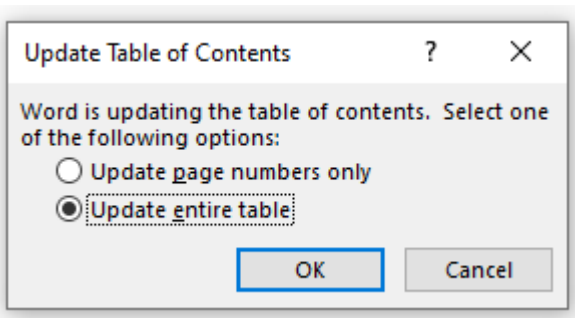 Update Table of Contents ?
Word is updating the table of contents. Select one
of the following options:
Update page numbers only
Update entire table
OK Cancel